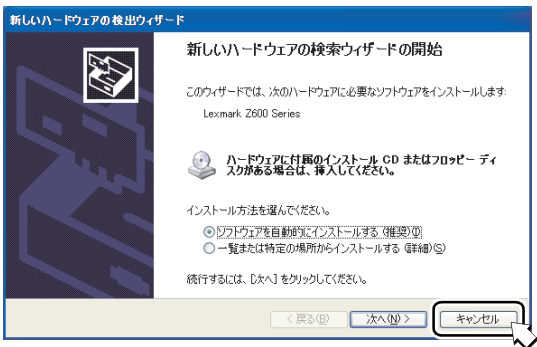 新しいハードウェアの検出ウィザード
新しいハードウェアの検索ウィザードの開始
このウィザードでは、次のハードウェアに必要なソフトウェアをインストールします:
Lexmark Z600 Series
ハードウェアに付属のインストール CD またはフロッピー ディ
スクがある場合は、挿入してください。
インストール方法を選んでください。
ソフトウェアを自動的にインストールする (推奨)(I)
一覧または特定の場所からインストールする (詳細)(S)
続行するには、[次へ] をクリックしてください。
< 戻る(B) 次へ(N) > キャンセル